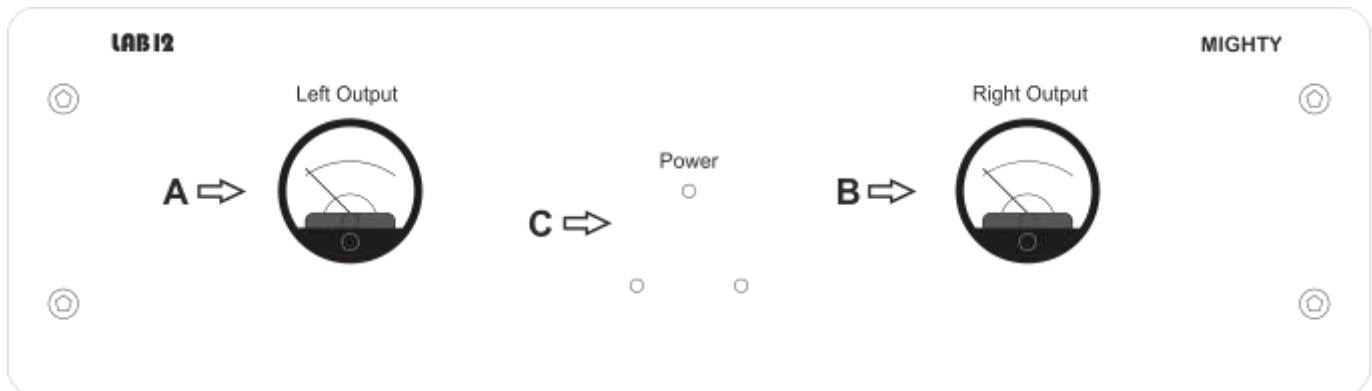 LAB12
MIGHTY
Left Output
Right Output
Power
A
B
C